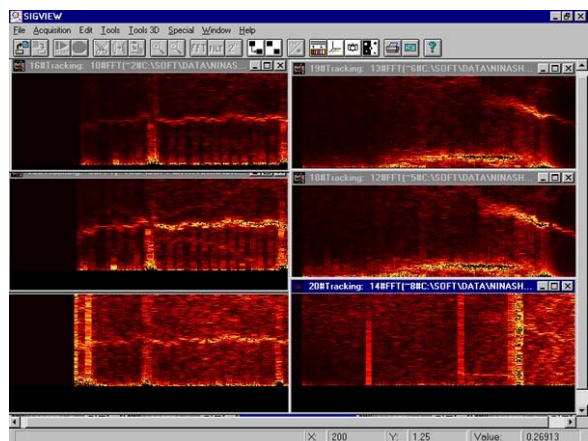 SIGVIEW
File Acquisition Edit Tools Tools 3D Special Window Help
FFT FILT
16#Tracking: 10#FFT(~2#C:\SOFT\DATA\NINAS...
19#Tracking: 13#FFT(~6#C:\SOFT\DATA\NINASH...
18#Tracking: 12#FFT(~5#C:\SOFT\DATA\NINASH...
20#Tracking: 14#FFT(~8#C:\SOFT\DATA\NINASH...
X: 200 Y: 1.25 Value: 0.26913